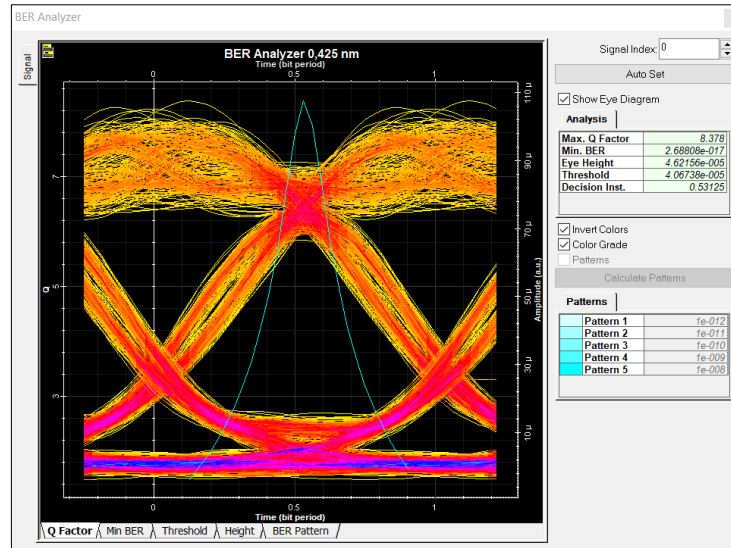 BER Analyzer
Signal
BER Analyzer 0,425 nm
Time (bit period)
0 0.5 1
Q
7
5
3
Amplitude (a.u.)
110 µ
90 µ
70 µ
50 µ
30 µ
10 µ
0 0.5 1
Time (bit period)
Q Factor Min BER Threshold Height BER Pattern
Signal Index: 0
Auto Set
Show Eye Diagram
Analysis
Max. Q Factor 8.378
Min. BER 2.68808e-017
Eye Height 4.62156e-005
Threshold 4.06738e-005
Decision Inst. 0.53125
Invert Colors
Color Grade
Patterns
Calculate Patterns
Patterns
Pattern 1 1e-012
Pattern 2 1e-011
Pattern 3 1e-010
Pattern 4 1e-009
Pattern 5 1e-008